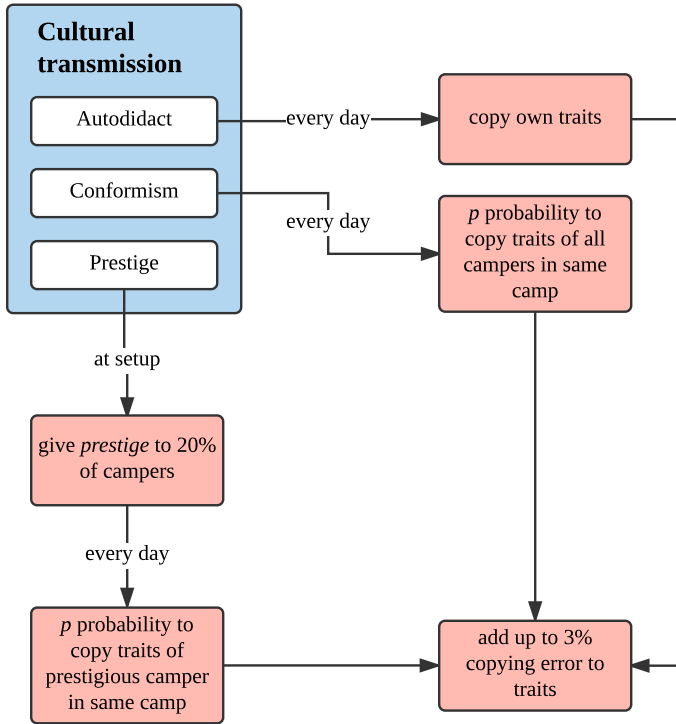 Cultural
transmission
Autodidact
every day
copy own traits
Conformism
every day
p probability to
copy traits of all
campers in same
camp
Prestige
at setup
give prestige to 20%
of campers
every day
p probability to
copy traits of
prestigious camper
in same camp
add up to 3%
copying error to
traits